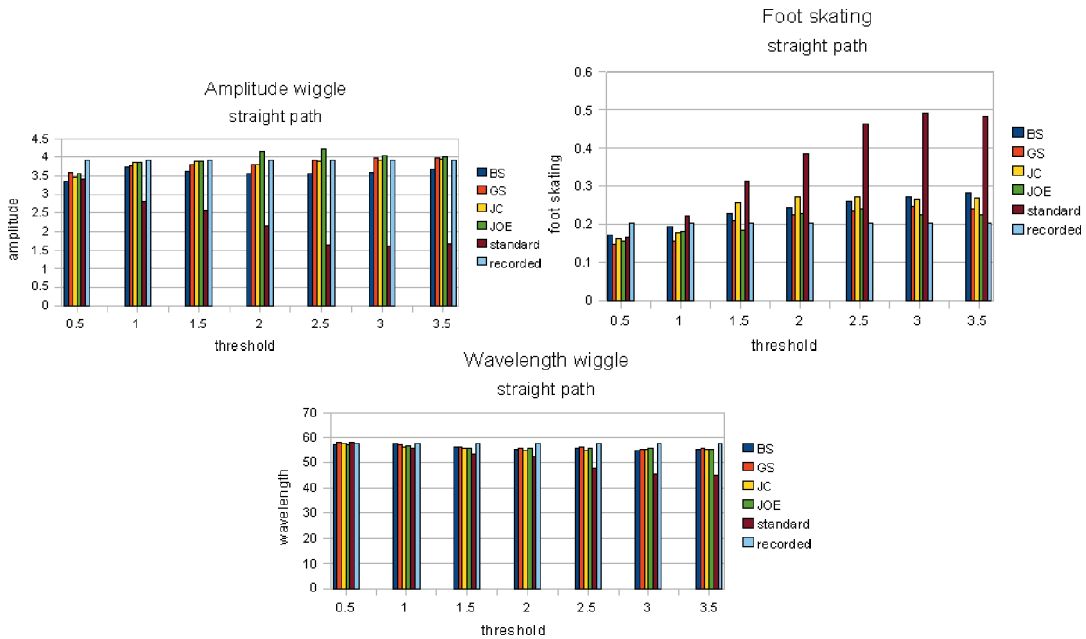 Amplitude wiggle
straight path
4.5
4
3.5
3
2.5
2
1.5
1
0.5
0
amplitude
0.5 1 1.5 2 2.5 3 3.5
threshold
BS
GS
JC
JOE
standard
recorded
Foot skating
straight path
0.6
0.5
0.4
0.3
0.2
0.1
0
foot skating
0.5 1 1.5 2 2.5 3 3.5
threshold
BS
GS
JC
JOE
standard
recorded
Wavelength wiggle
straight path
70
60
50
40
30
20
10
0
wavelength
0.5 1 1.5 2 2.5 3 3.5
threshold
BS
GS
JC
JOE
standard
recorded